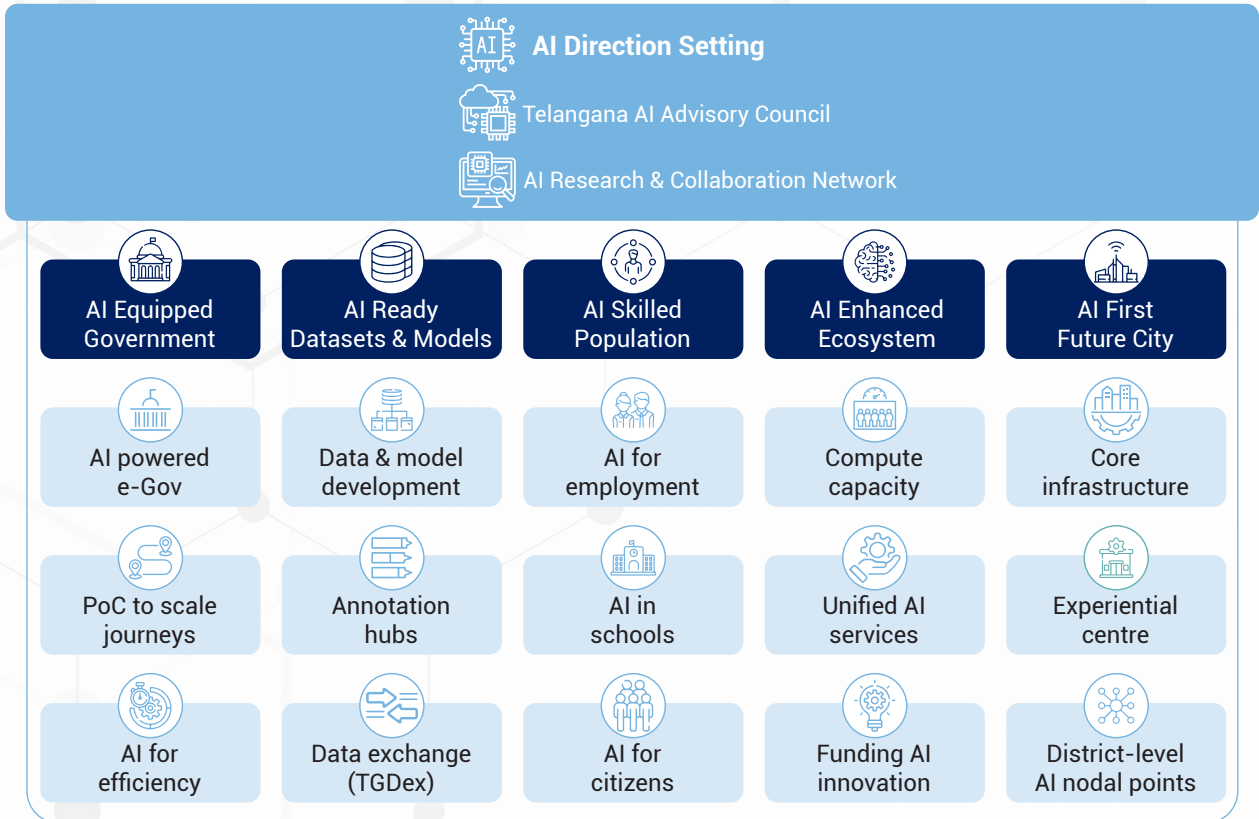 AI
AI Direction Setting
Telangana AI Advisory Council
AI Research & Collaboration Network
AI Equipped
Government
AI Ready
Datasets & Models
AI Skilled
Population
AI Enhanced
Ecosystem
AI First
Future City
AI powered
e-Gov
Data & model
development
AI for
employment
Compute
capacity
Core
infrastructure
PoC to scale
journeys
Annotation
hubs
AI in
schools
Unified AI
services
Experiential
centre
AI for
efficiency
Data exchange
(TGDex)
AI for
citizens
Funding AI
innovation
District-level
AI nodal points